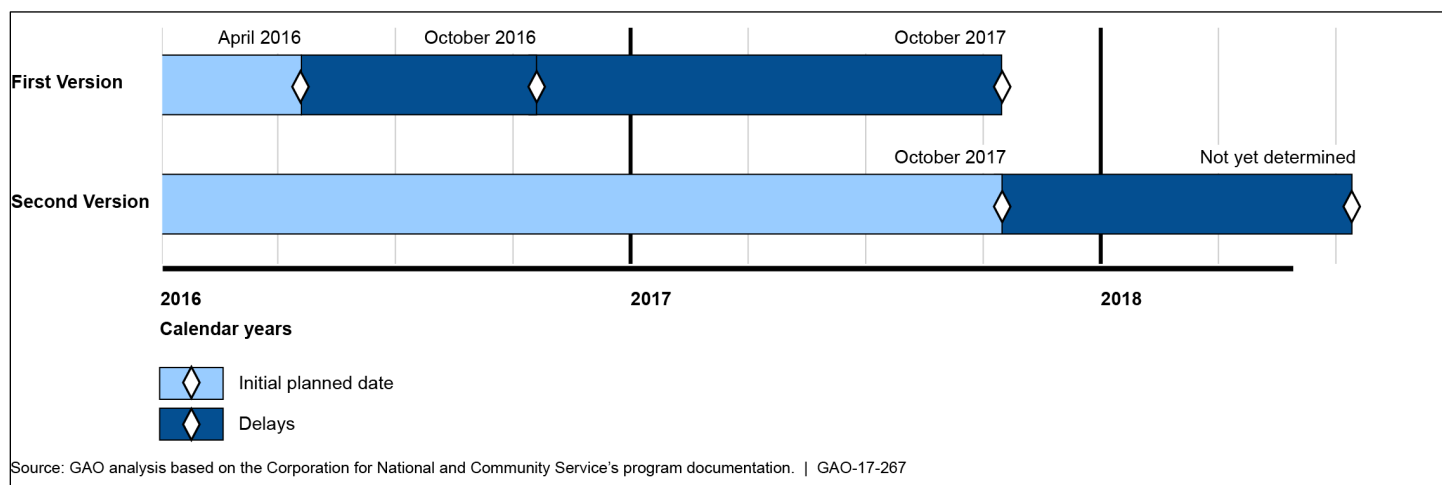 April 2016
October 2016
October 2017
First Version
October 2017
Not yet determined
Second Version
2016
2017
2018
Calendar years
Initial planned date
Delays
Source: GAO analysis based on the Corporation for National and Community Service’s program documentation. | GAO-17-267